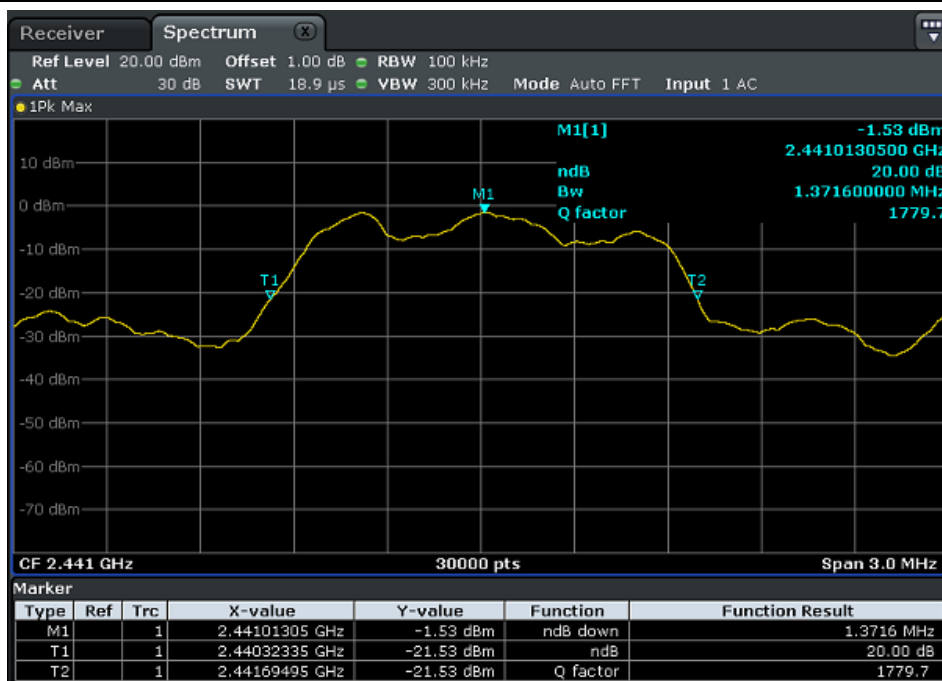 Receiver Spectrum X
Ref Level 20.00 dBm Offset 1.00 dB RBW 100 kHz
Att 30 dB SWT 18.9 µs VBW 300 kHz Mode Auto FFT Input 1 AC
1Pk Max
M1[1] -1.53 dBm
2.4410130500 GHz
ndB 20.00 dB
Bw 1.371600000 MHz
Q factor 1779.7
10 dBm
0 dBm
-10 dBm
-20 dBm
-30 dBm
-40 dBm
-50 dBm
-60 dBm
-70 dBm
M1
T1
T2
CF 2.441 GHz 30000 pts Span 3.0 MHz
Marker
Type Ref Trc X-value Y-value Function Function Result
M1 1 2.44101305 GHz -1.53 dBm ndB down 1.3716 MHz
T1 1 2.44032335 GHz -21.53 dBm ndB 20.00 dB
T2 1 2.44169495 GHz -21.53 dBm Q factor 1779.7